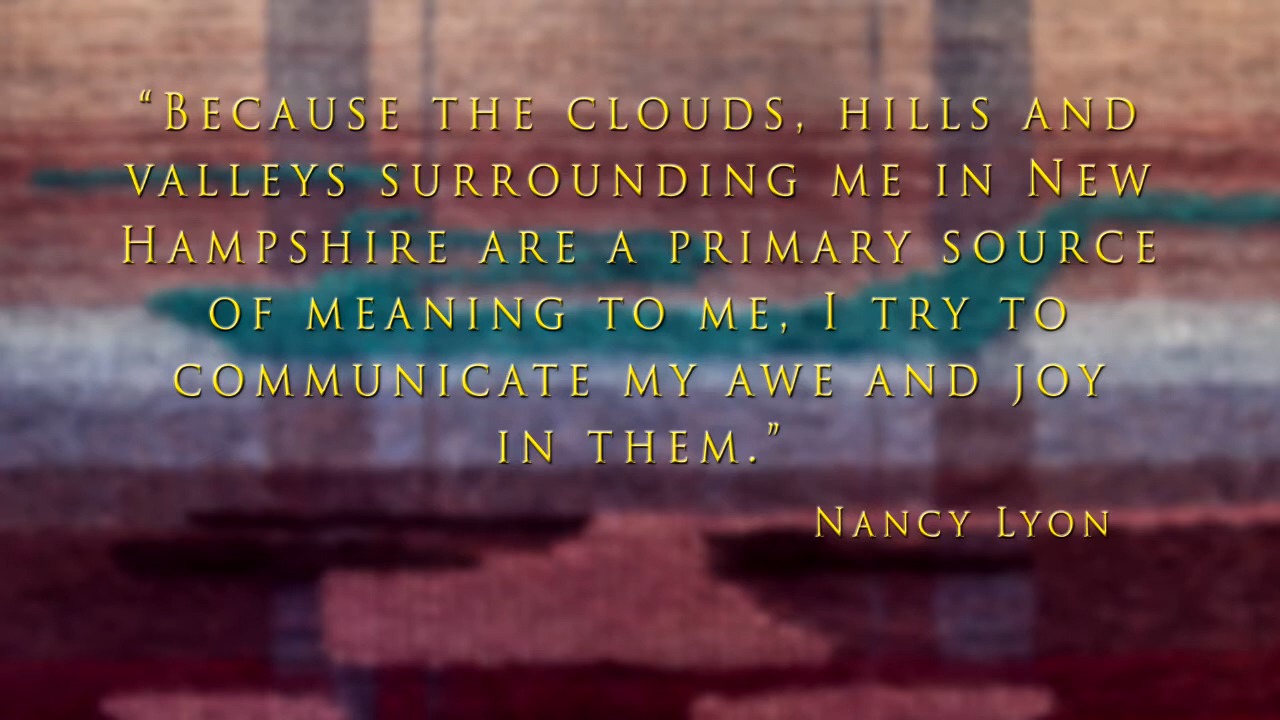 “Because the clouds, hills and
valleys surrounding me in New
Hampshire are a primary source
of meaning to me, I try to
communicate my awe and joy
in them.”
Nancy Lyon